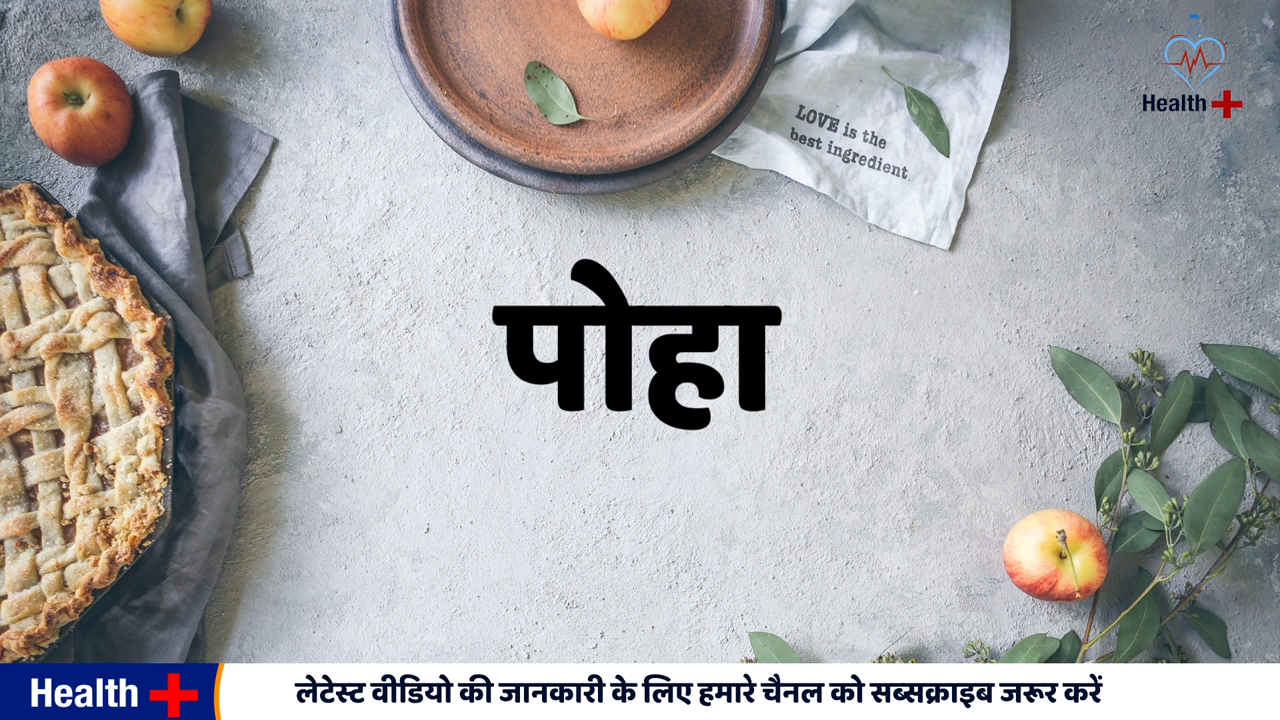 LOVE is the
best ingredient
Health
पोहा
Health
लेटेस्ट वीडियो की जानकारी के लिए हमारे चैनल को सब्सक्राइब जरूर करें